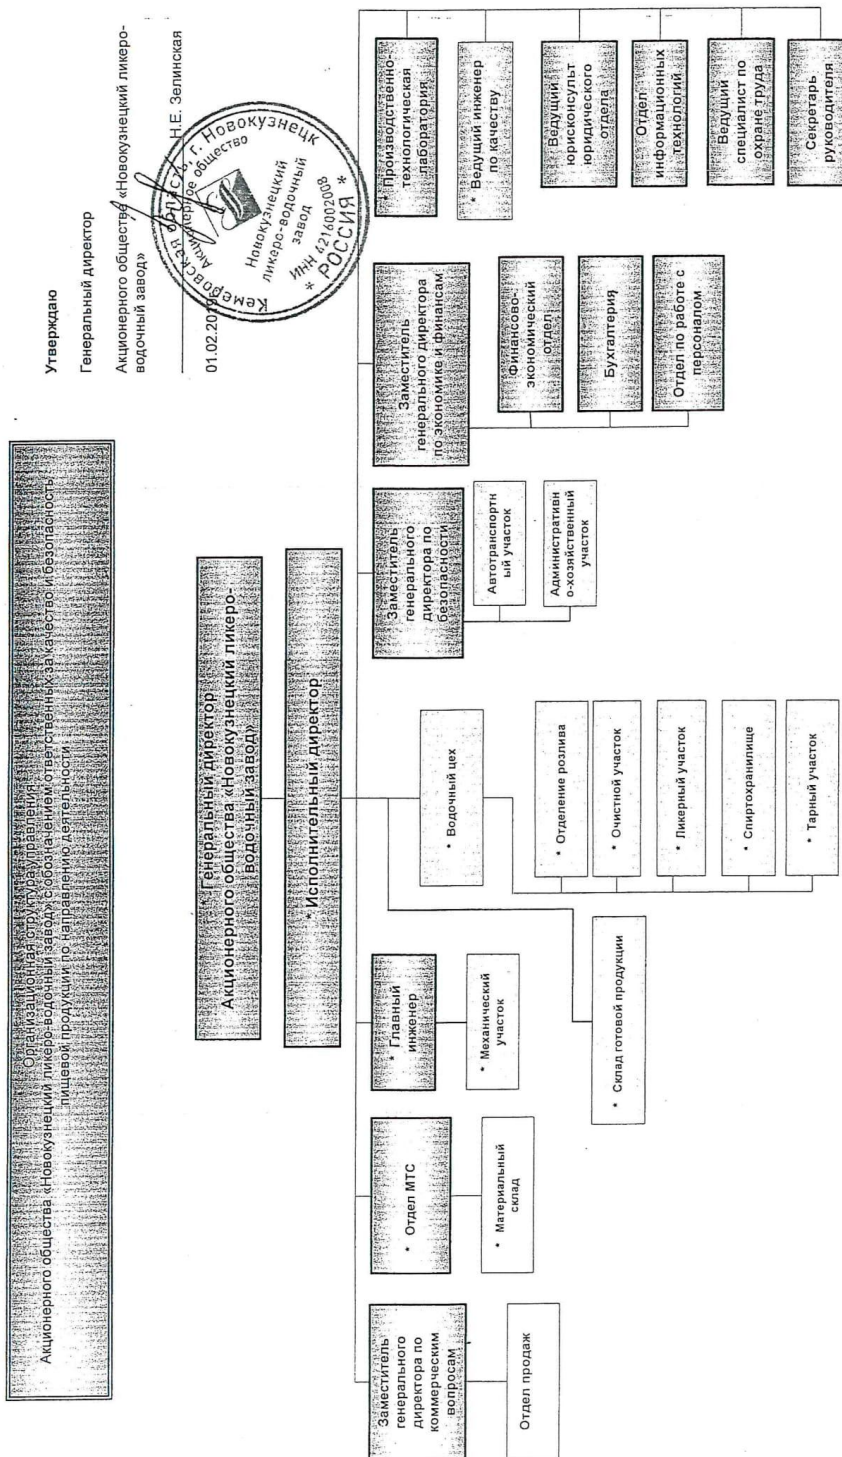 Утверждаю
Генеральный директор
Акционерного общества «Новокузнецкий ликеро-
водочный завод»
Н.Е. Зелинская
01.02.201
Кемеровская область, г. Новокузнецк
Акционерное общество
Новокузнецкий
ликеро-водочный
завод
ИНН 4216002008
* РОССИЯ *
Организационная структура управления
Акционерного общества «Новокузнецкий ликеро-водочный завод» с обозначением ответственных за качество и безопасность
пищевой продукции по направлению деятельности
* Генеральный директор
Акционерного общества «Новокузнецкий ликеро-
водочный завод»
* Исполнительный директор
Заместитель
генерального
директора по
коммерческим
вопросам
Отдел продаж
* Отдел МТС
* Материальный
склад
* Главный
инженер
* Механический
участок
* Склад готовой продукции
* Водочный цех
* Отделение розлива
* Очистной участок
* Ликерный участок
* Спиртохранилище
* Тарный участок
Заместитель
генерального
директора по
безопасности
Автотранспортн
ый участок
Административн
о-хозяйственный
участок
Заместитель
генерального директора
по экономике и финансам
Финансово-
экономический
отдел
Бухгалтерия
Отдел по работе с
персоналом
* Производственно-
технологическая
лаборатория
* Ведущий инженер
по качеству
Ведущий
юрисконсульт
юридического
отдела
Отдел
информационных
технологий
Ведущий
специалист по
охране труда
Секретарь
руководителя